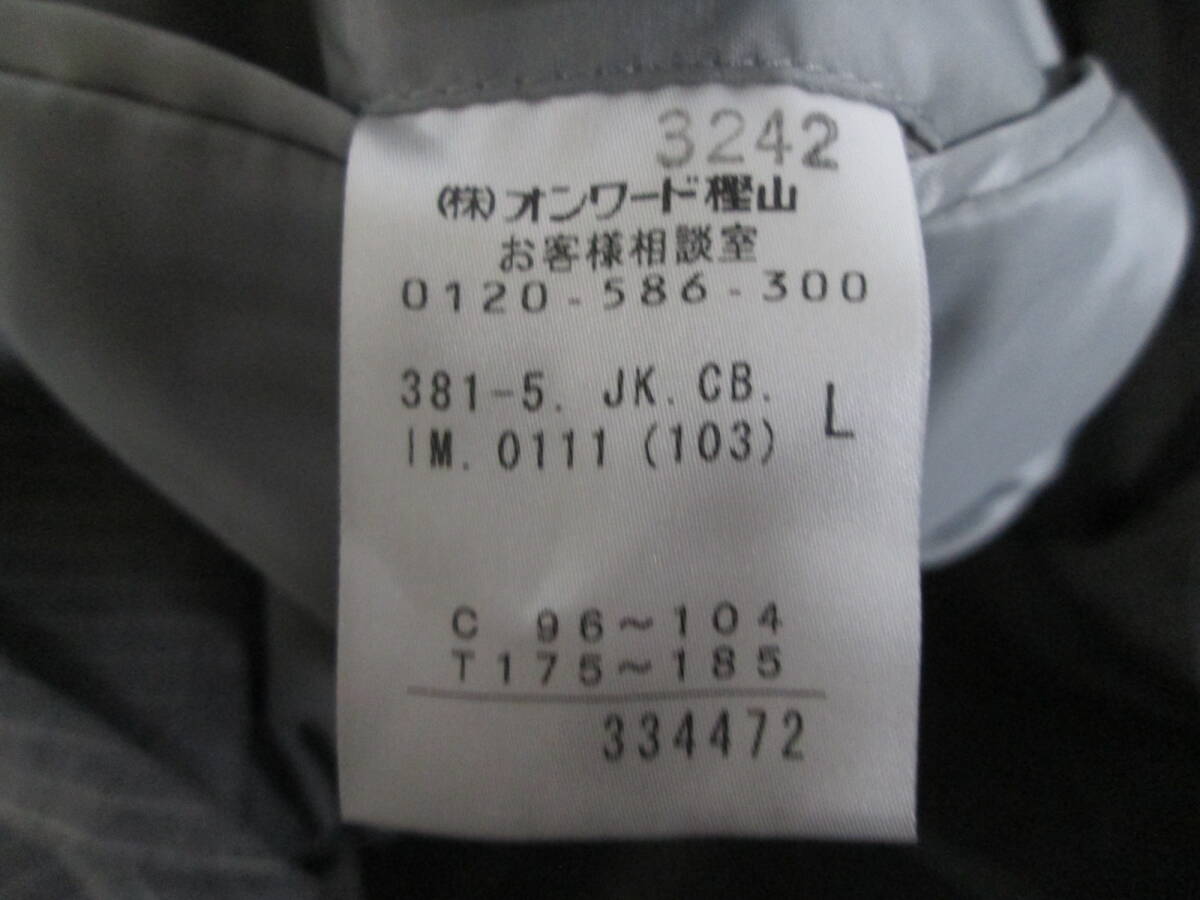 3242
(株)オンワード樫山
お客様相談室
0120-586-300
381-5. JK. CB.
IM. 0111 (103)
L
C 96~104
T175~185
334472